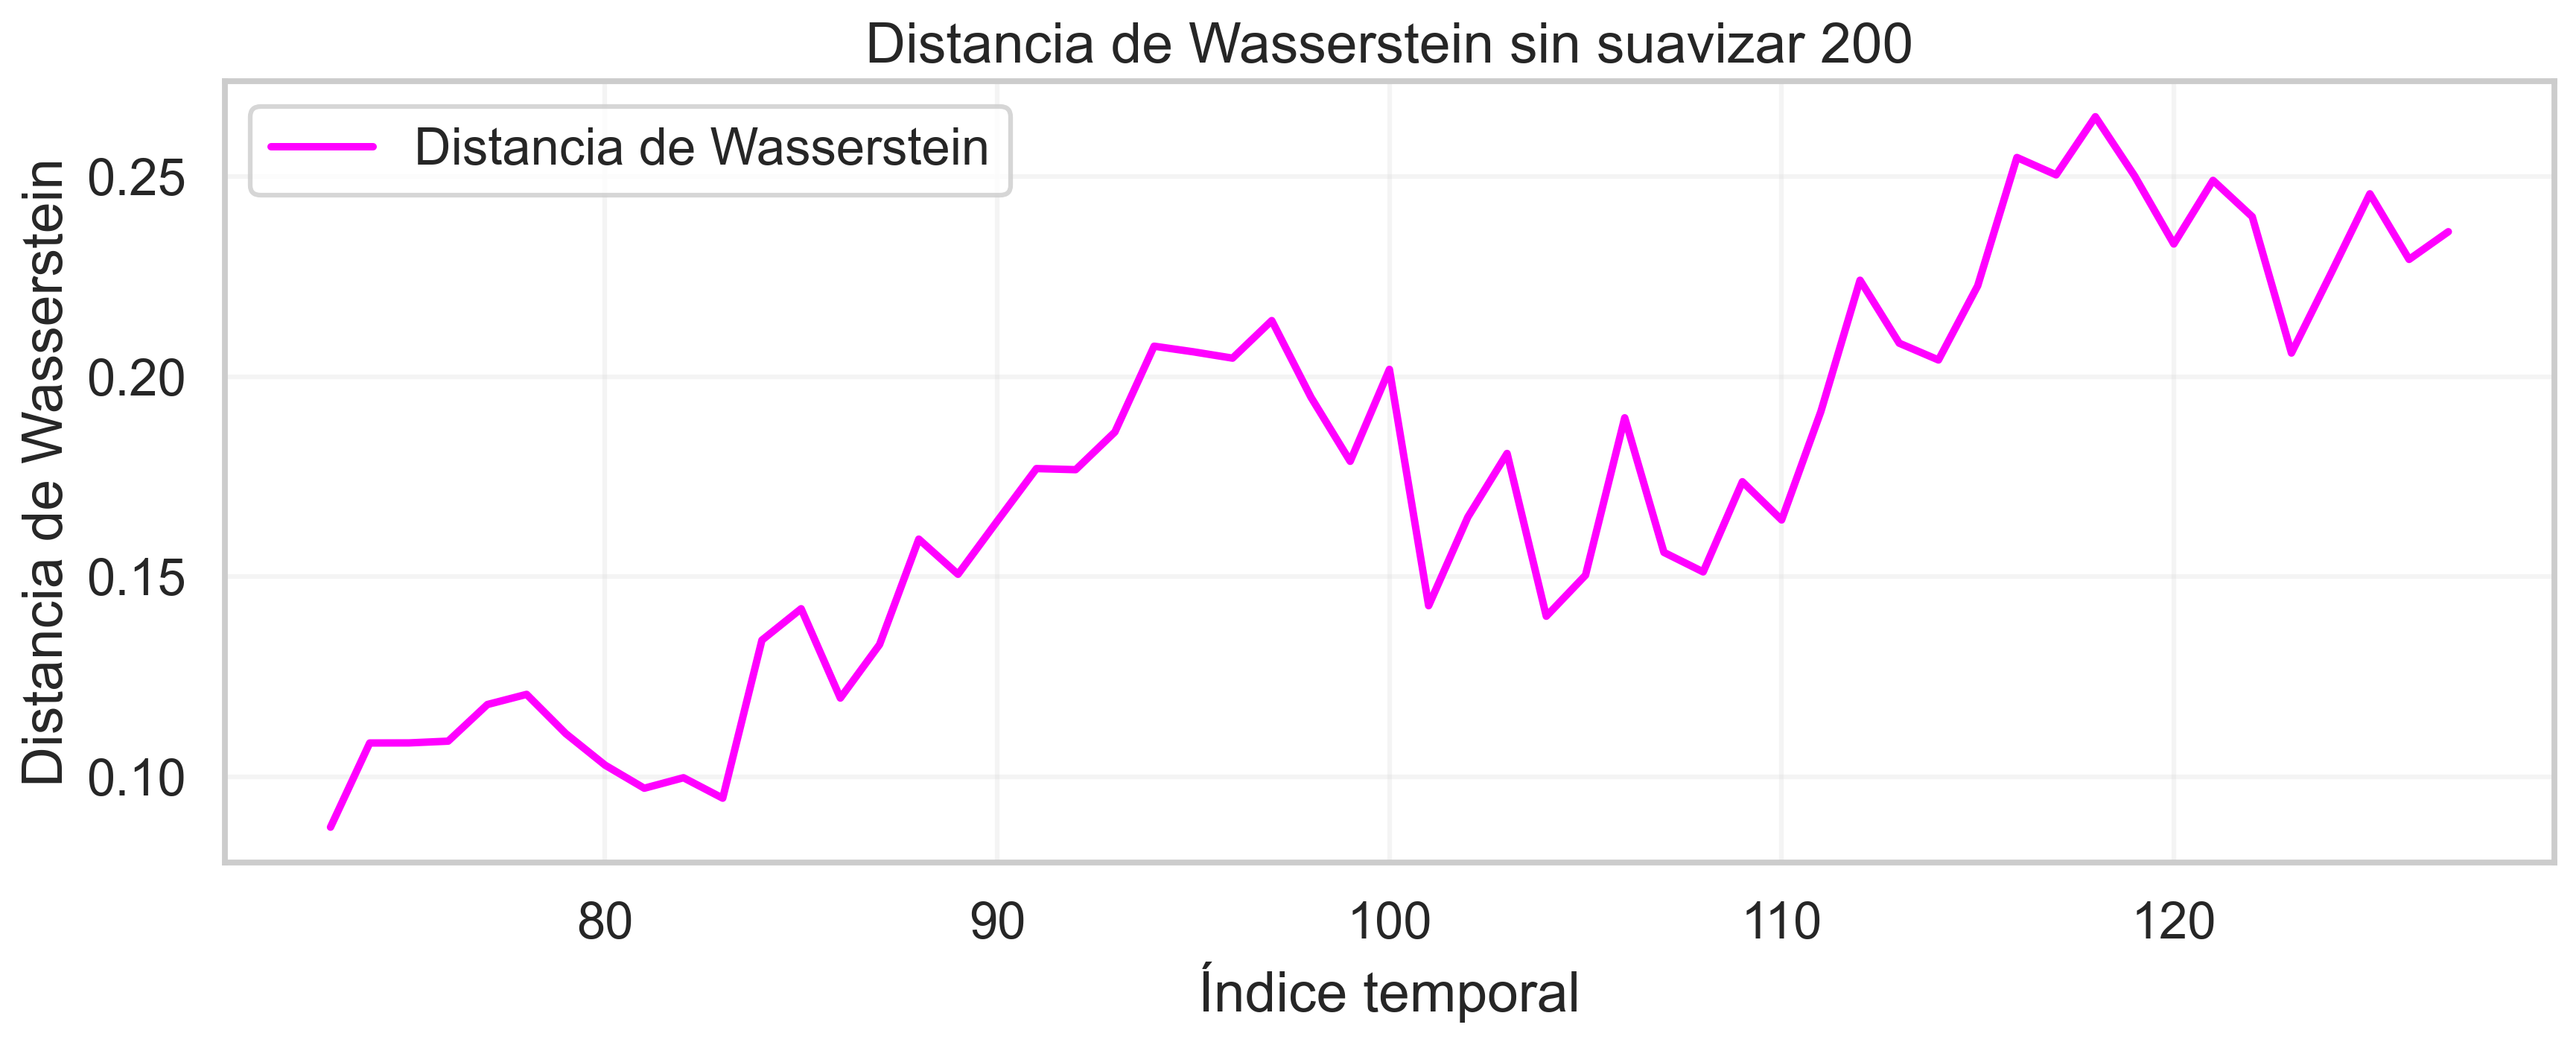 Distancia de Wasserstein sin suavizar 200
Distancia de Wasserstein
Distancia de Wasserstein
0.25
0.20
0.15
0.10
80 90 100 110 120
Índice temporal